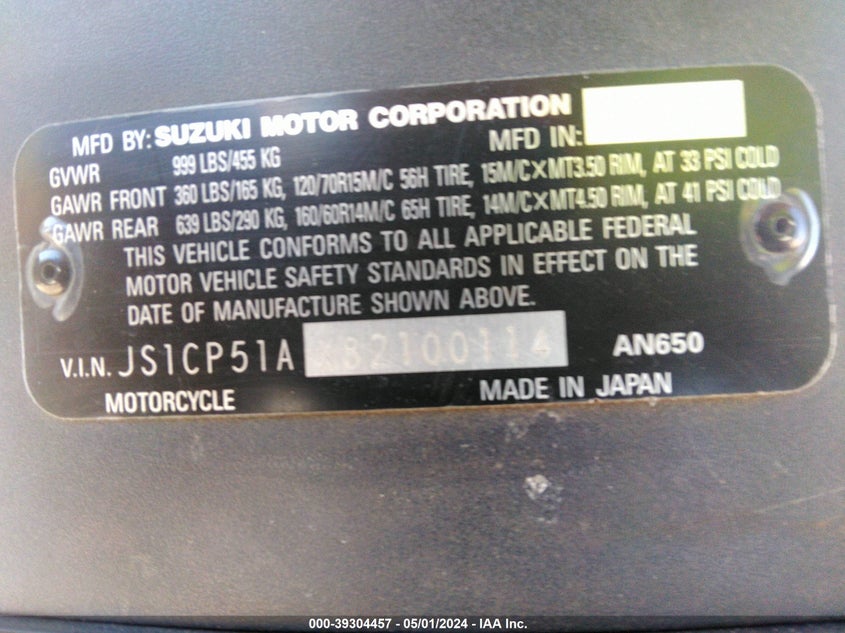 MFD BY: SUZUKI MOTOR CORPORATION
MFD IN:
GVWR 999 LBS/455 KG
GAWR FRONT 360 LBS/165 KG, 120/70R15M/C 56H TIRE, 15M/C×MT3.50 RIM, AT 33 PSI COLD
GAWR REAR 639 LBS/290 KG, 160/60R14M/C 65H TIRE, 14M/C×MT4.50 RIM, AT 41 PSI COLD
THIS VEHICLE CONFORMS TO ALL APPLICABLE FEDERAL
MOTOR VEHICLE SAFETY STANDARDS IN EFFECT ON THE
DATE OF MANUFACTURE SHOWN ABOVE.
V.I.N. JS1CP51A AN650
MOTORCYCLE MADE IN JAPAN
000-39304457 - 05/01/2024 - IAA Inc.